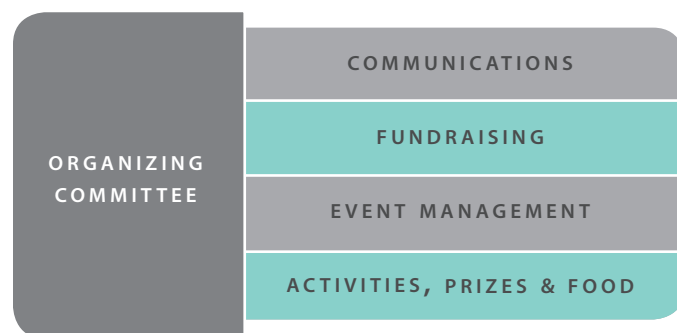 ORGANIZING
COMMITTEE
COMMUNICATIONS
FUNDRAISING
EVENT MANAGEMENT
ACTIVITIES, PRIZES & FOOD